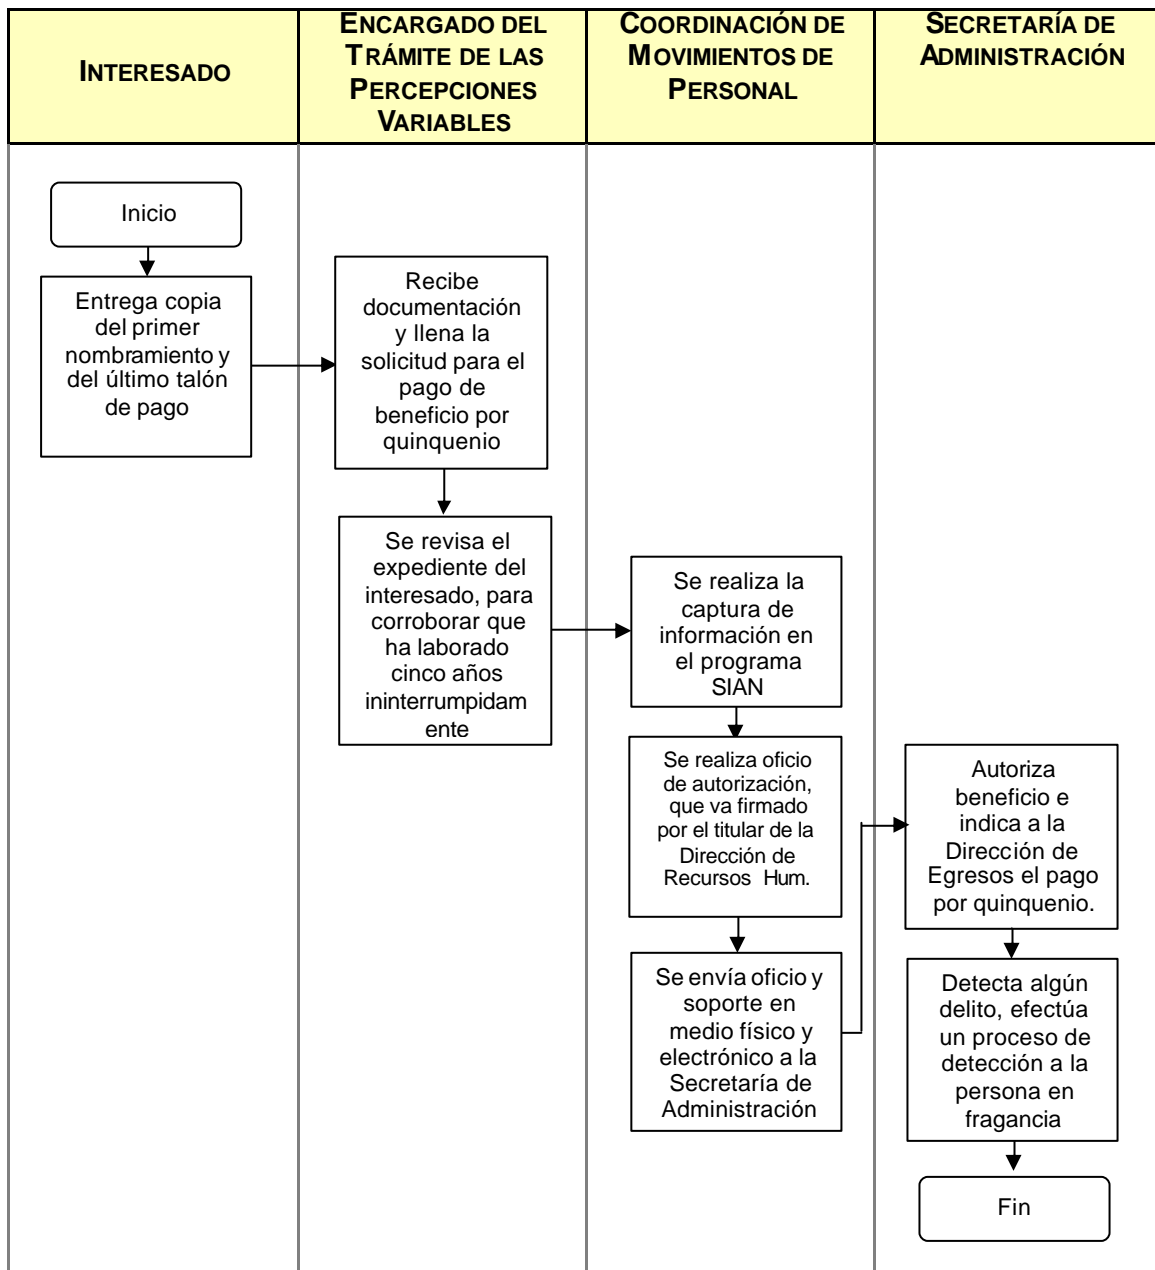 INTERESADO
ENCARGADO DEL
TRÁMITE DE LAS
PERCEPCIONES
VARIABLES
COORDINACIÓN DE
MOVIMIENTOS DE
PERSONAL
SECRETARÍA DE
ADMINISTRACIÓN
Inicio
Entrega copia
del primer
nombramiento y
del último talón
de pago
Recibe
documentación
y llena la
solicitud para el
pago de
beneficio por
quinquenio
Se revisa el
expediente del
interesado, para
corroborar que
ha laborado
cinco años
ininterrumpidam
ente
Se realiza la
captura de
información en
el programa
SIAN
Se realiza oficio
de autorización,
que va firmado
por el titular de la
Dirección de
Recursos Hum.
Se envía oficio y
soporte en
medio físico y
electrónico a la
Secretaría de
Administración
Autoriza
beneficio e
indica a la
Dirección de
Egresos el pago
por quinquenio.
Detecta algún
delito, efectúa
un proceso de
detección a la
persona en
fragancia
Fin